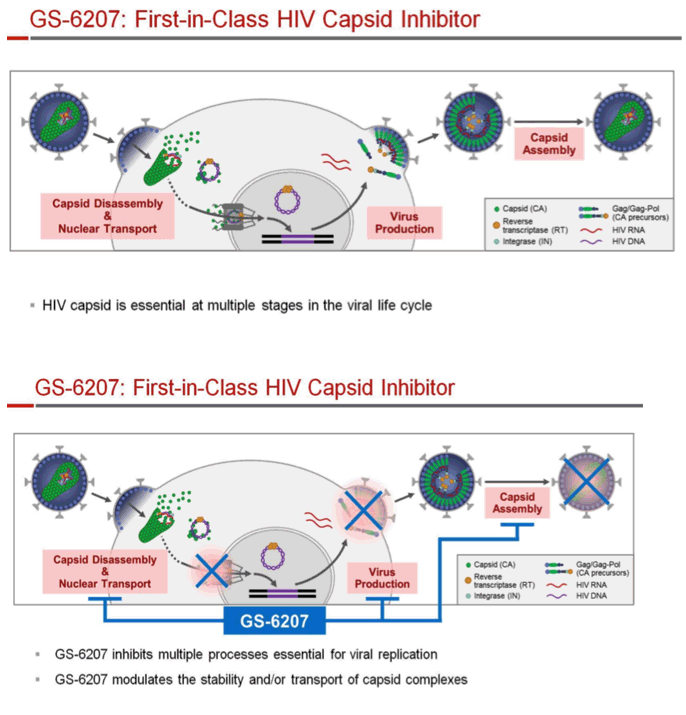 GS-6207: First-in-Class HIV Capsid Inhibitor
Capsid Disassembly
&
Nuclear Transport
Virus
Production
Capsid
Assembly
Capsid (CA)
Reverse
transcriptase (RT)
Integrase (IN)
Gag/Gag-Pol
(CA precursors)
HIV RNA
HIV DNA
▪ HIV capsid is essential at multiple stages in the viral life cycle
GS-6207: First-in-Class HIV Capsid Inhibitor
Capsid Disassembly
&
Nuclear Transport
Virus
Production
Capsid
Assembly
Capsid (CA)
Reverse
transcriptase (RT)
Integrase (IN)
Gag/Gag-Pol
(CA precursors)
HIV RNA
HIV DNA
GS-6207
▪ GS-6207 inhibits multiple processes essential for viral replication
▪ GS-6207 modulates the stability and/or transport of capsid complexes